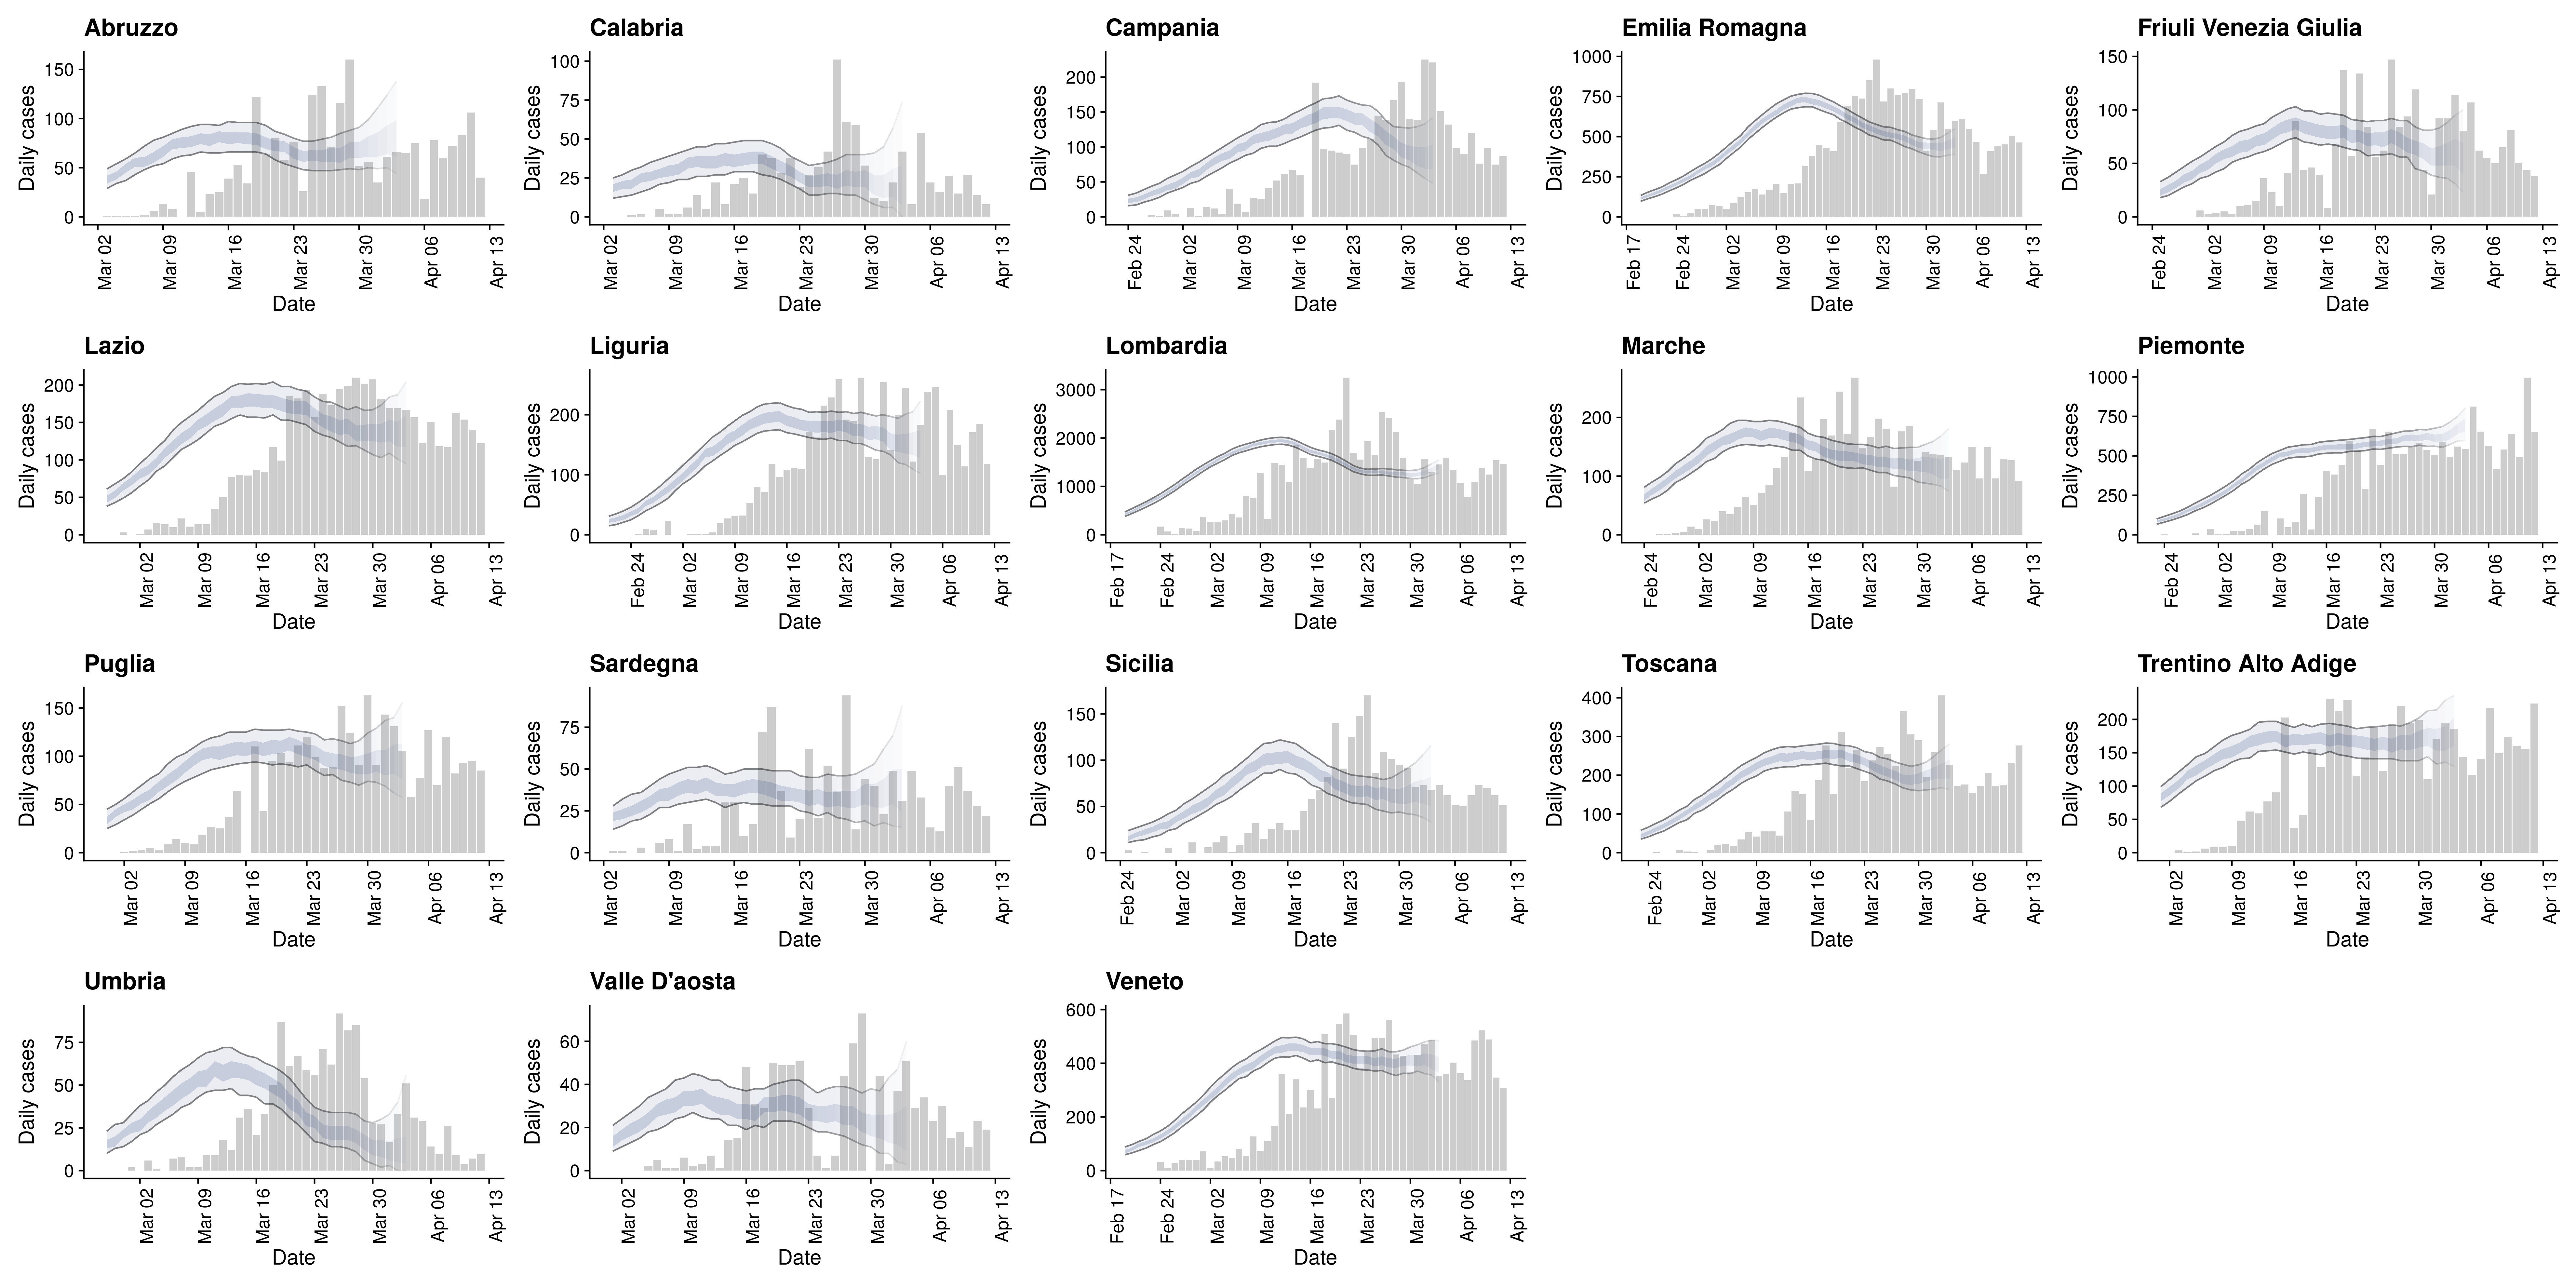 Abruzzo
Daily cases
150
100
50
0
Mar 02
Mar 09
Mar 16
Mar 23
Mar 30
Apr 06
Apr 13
Date
Calabria
Daily cases
100
75
50
25
0
Mar 02
Mar 09
Mar 16
Mar 23
Mar 30
Apr 06
Apr 13
Date
Campania
Daily cases
200
150
100
50
0
Feb 24
Mar 02
Mar 09
Mar 16
Mar 23
Mar 30
Apr 06
Apr 13
Date
Emilia Romagna
Daily cases
1000
750
500
250
0
Feb 17
Feb 24
Mar 02
Mar 09
Mar 16
Mar 23
Mar 30
Apr 06
Apr 13
Date
Friuli Venezia Giulia
Daily cases
150
100
50
0
Feb 24
Mar 02
Mar 09
Mar 16
Mar 23
Mar 30
Apr 06
Apr 13
Date
Lazio
Daily cases
200
150
100
50
0
Mar 02
Mar 09
Mar 16
Mar 23
Mar 30
Apr 06
Apr 13
Date
Liguria
Daily cases
200
100
0
Feb 24
Mar 02
Mar 09
Mar 16
Mar 23
Mar 30
Apr 06
Apr 13
Date
Lombardia
Daily cases
3000
2000
1000
0
Feb 17
Feb 24
Mar 02
Mar 09
Mar 16
Mar 23
Mar 30
Apr 06
Apr 13
Date
Marche
Daily cases
200
100
0
Feb 24
Mar 02
Mar 09
Mar 16
Mar 23
Mar 30
Apr 06
Apr 13
Date
Piemonte
Daily cases
1000
750
500
250
0
Feb 24
Mar 02
Mar 09
Mar 16
Mar 23
Mar 30
Apr 06
Apr 13
Date
Puglia
Daily cases
150
100
50
0
Mar 02
Mar 09
Mar 16
Mar 23
Mar 30
Apr 06
Apr 13
Date
Sardegna
Daily cases
75
50
25
0
Mar 02
Mar 09
Mar 16
Mar 23
Mar 30
Apr 06
Apr 13
Date
Sicilia
Daily cases
150
100
50
0
Feb 24
Mar 02
Mar 09
Mar 16
Mar 23
Mar 30
Apr 06
Apr 13
Date
Toscana
Daily cases
400
300
200
100
0
Feb 24
Mar 02
Mar 09
Mar 16
Mar 23
Mar 30
Apr 06
Apr 13
Date
Trentino Alto Adige
Daily cases
200
150
100
50
0
Mar 02
Mar 09
Mar 16
Mar 23
Mar 30
Apr 06
Apr 13
Date
Umbria
Daily cases
75
50
25
0
Mar 02
Mar 09
Mar 16
Mar 23
Mar 30
Apr 06
Apr 13
Date
Valle D'aosta
Daily cases
60
40
20
0
Mar 02
Mar 09
Mar 16
Mar 23
Mar 30
Apr 06
Apr 13
Date
Veneto
Daily cases
600
400
200
0
Feb 17
Feb 24
Mar 02
Mar 09
Mar 16
Mar 23
Mar 30
Apr 06
Apr 13
Date